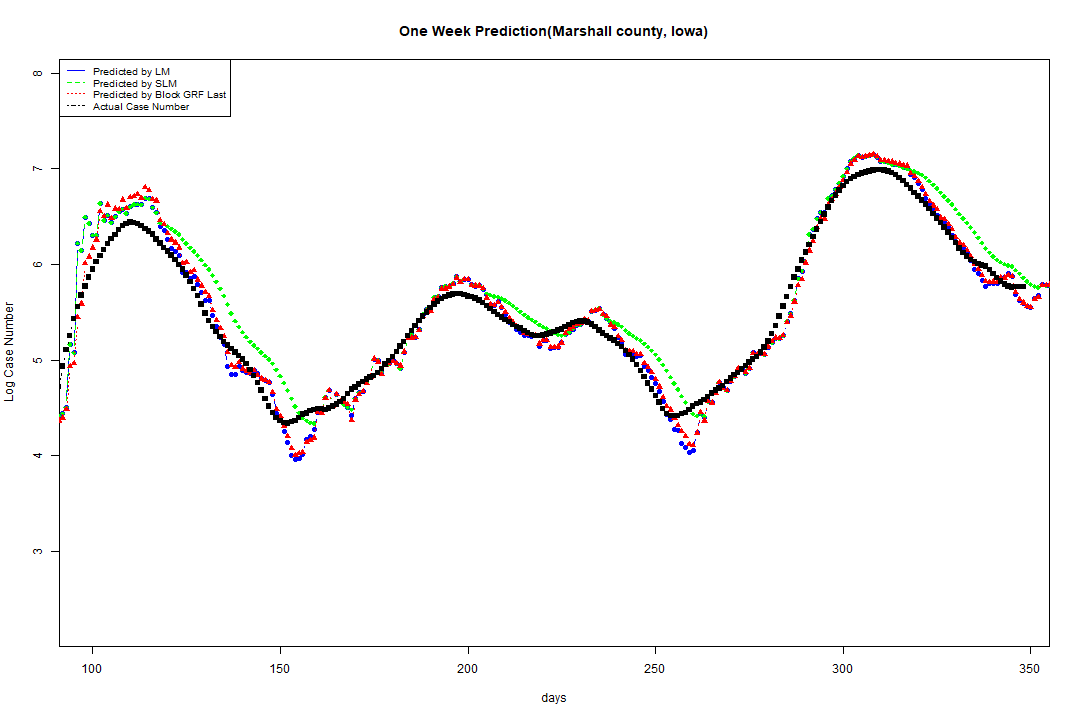 One Week Prediction(Marshall county, Iowa)
Predicted by LM
Predicted by SLM
Predicted by Block GRF Last
Actual Case Number
Log Case Number
8
7
6
5
4
3
100 150 200 250 300 350
days